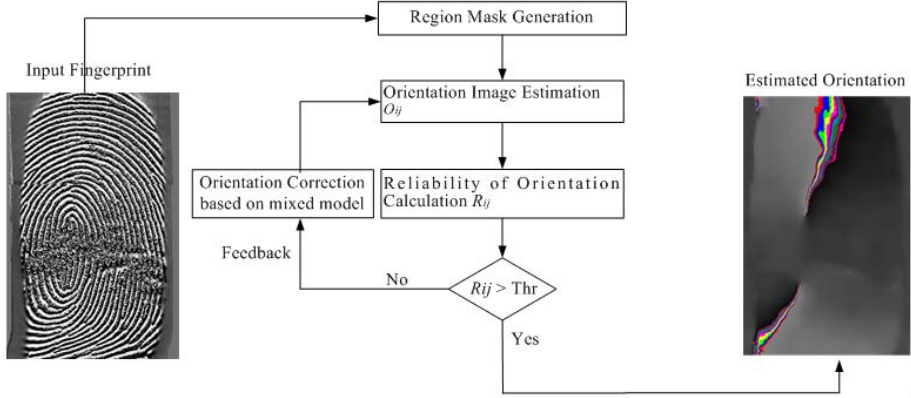 Region Mask Generation
Input Fingerprint
Orientation Image Estimation
Oij
Estimated Orientation
Orientation Correction
based on mixed model
Reliability of Orientation
Calculation Rij
Feedback
No
Rij > Thr
Yes